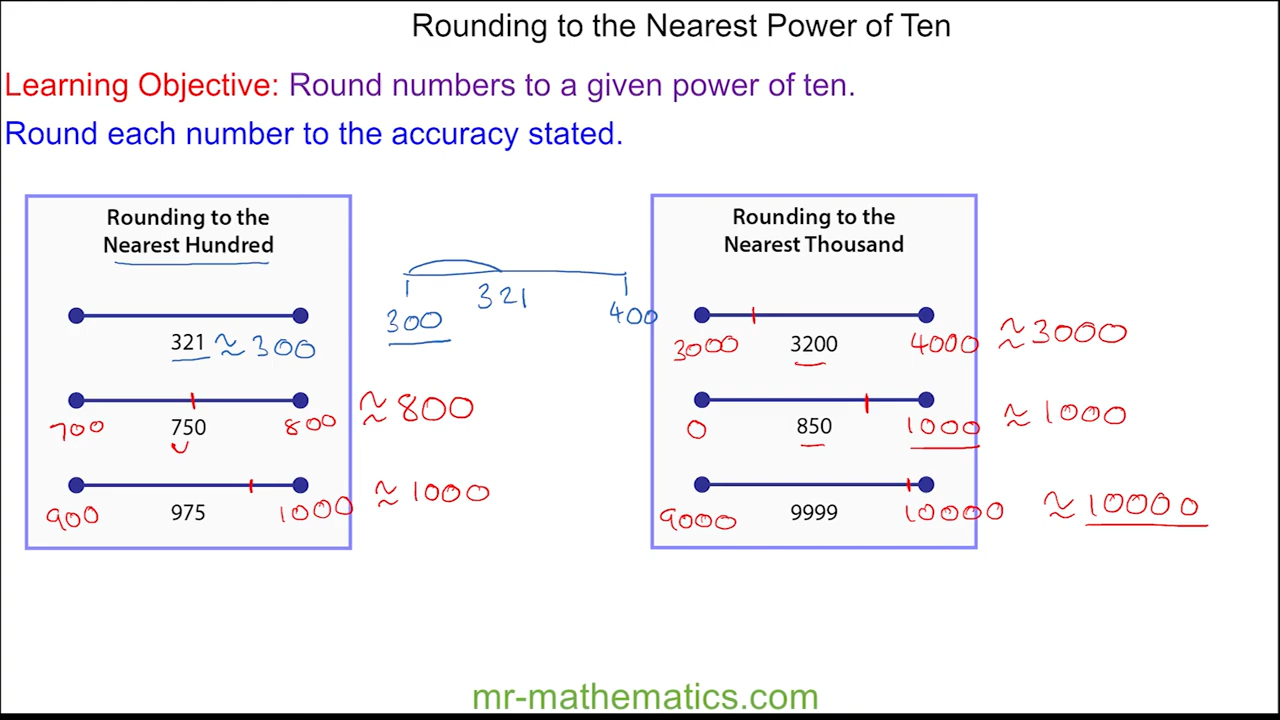 Rounding to the Nearest Power of Ten
Learning Objective: Round numbers to a given power of ten.
Round each number to the accuracy stated.
Rounding to the
Nearest Hundred
321 ≈ 300
700 750 800 ≈ 800
900 975 1000 ≈ 1000
300 321 400
Rounding to the
Nearest Thousand
3000 3200 4000 ≈ 3000
0 850 1000 ≈ 1000
9000 9999 10000 ≈ 10000
mr-mathematics.com